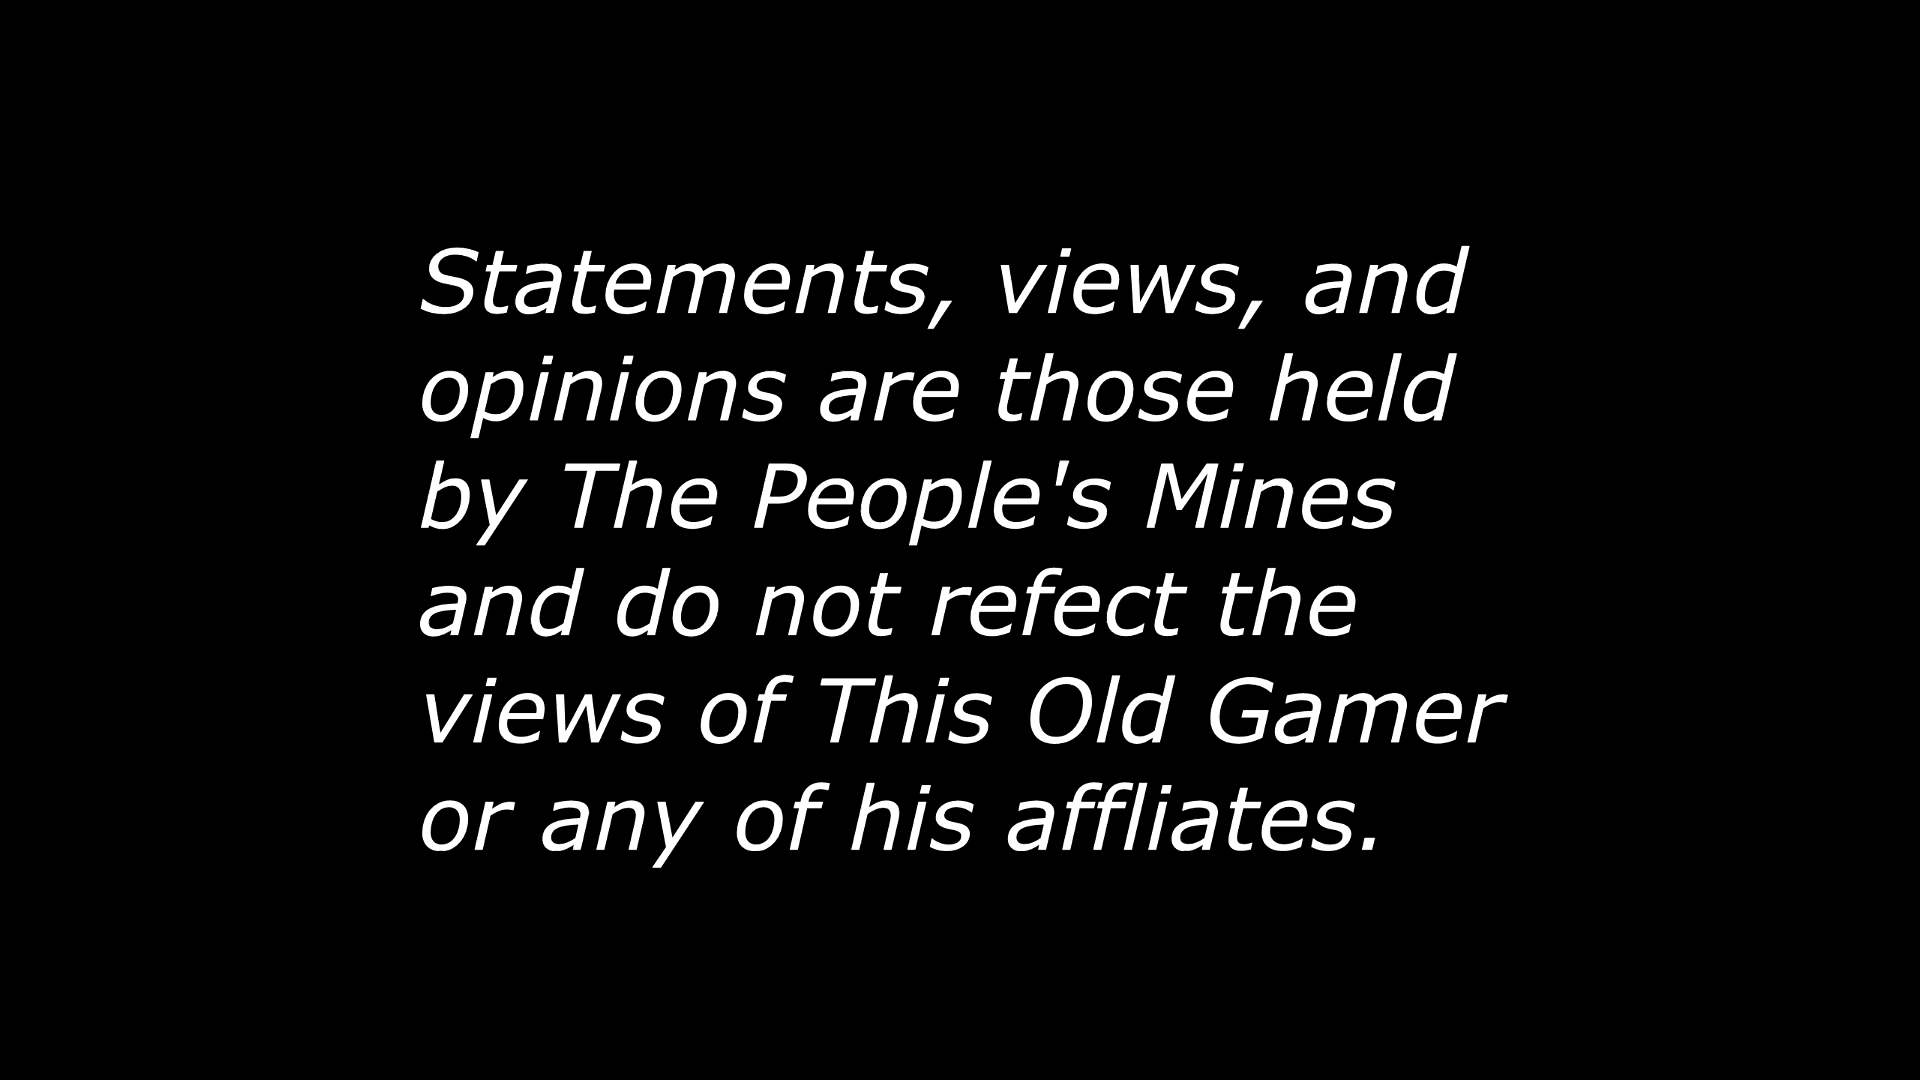 Statements, views, and
opinions are those held
by The People's Mines
and do not refect the
views of This Old Gamer
or any of his affliates.